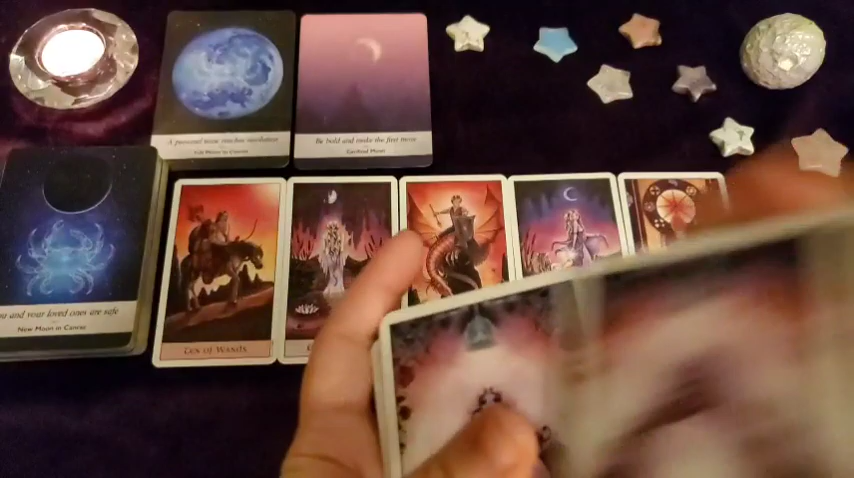 A personal issue reaches resolution
Full Moon in Cancer
Be bold and make the first move
Cardinal Moon
u and your loved ones are safe
New Moon in Cancer
Ten of Wands